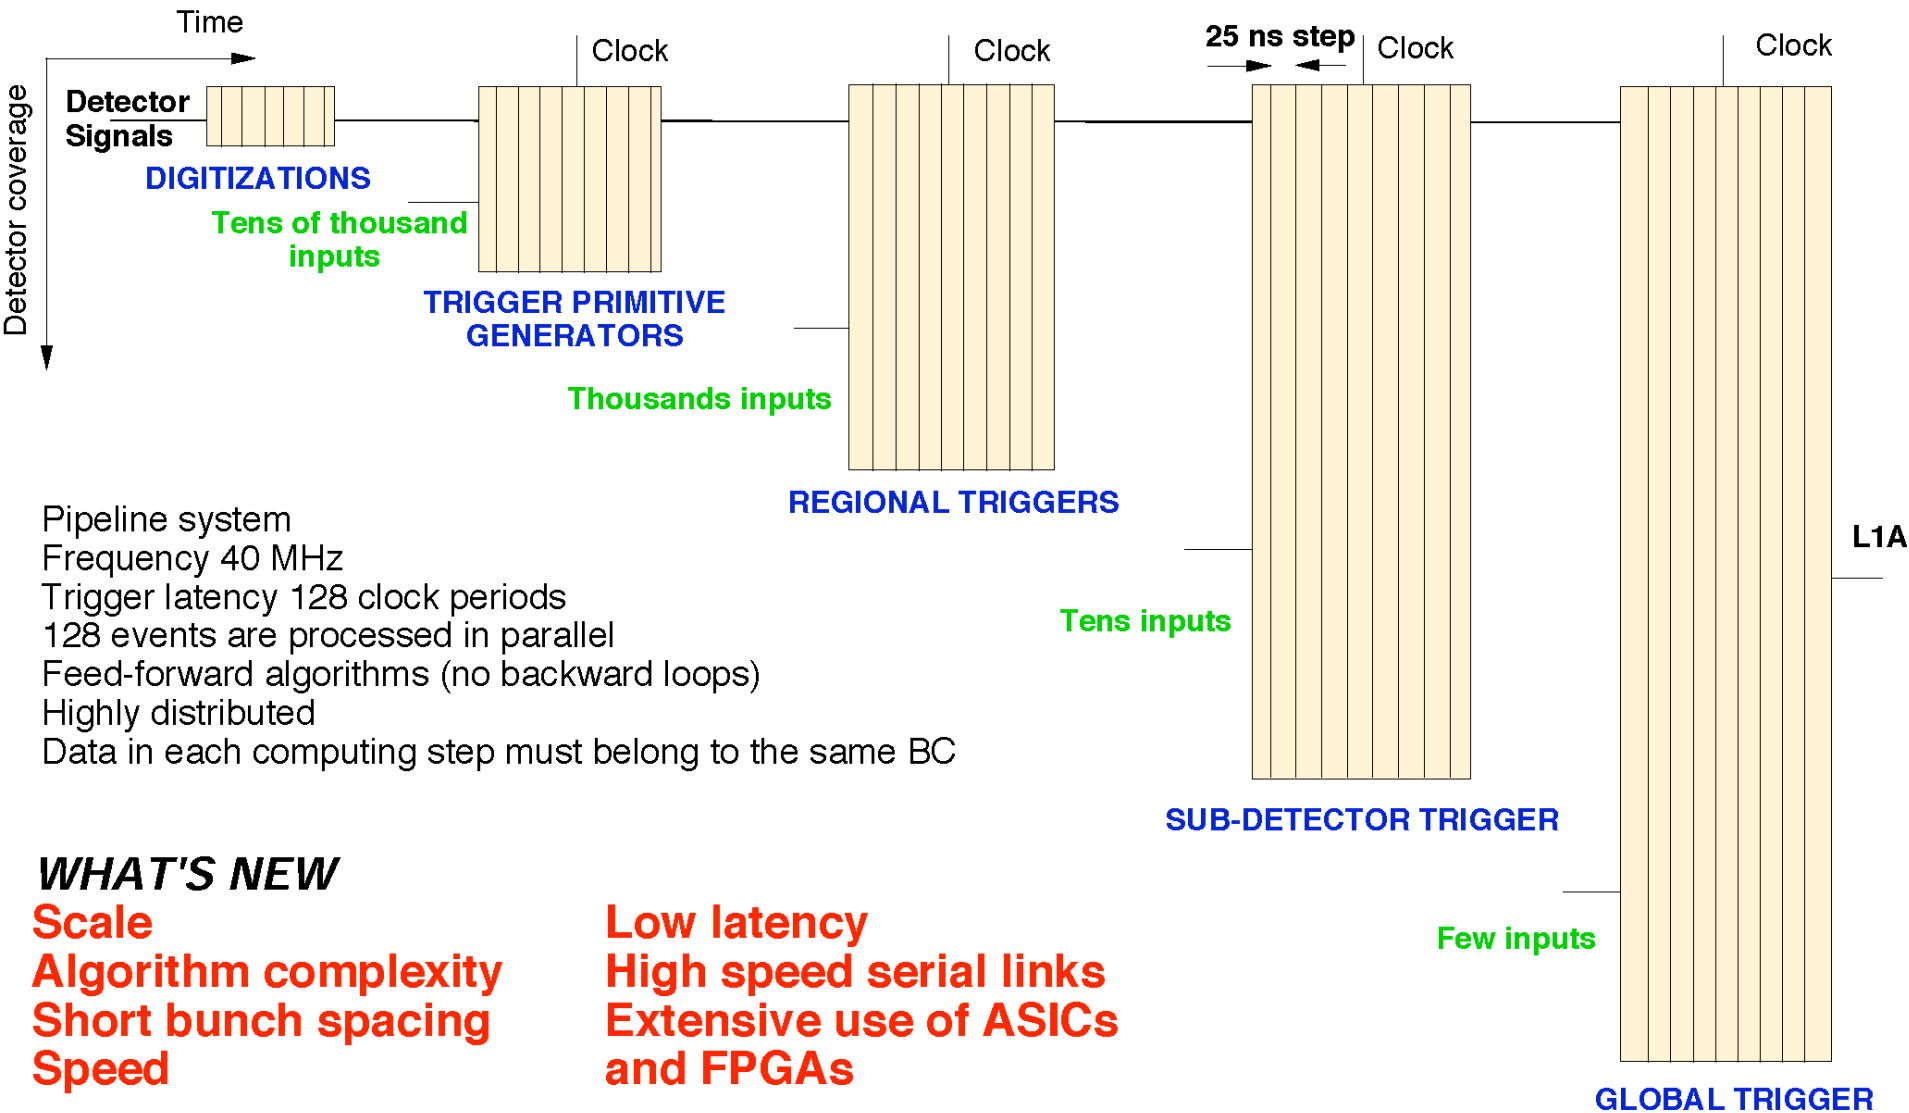 Time
Clock
Clock
25 ns step
Clock
Clock
Detector coverage
Detector
Signals
DIGITIZATIONS
Tens of thousand
inputs
TRIGGER PRIMITIVE
GENERATORS
Thousands inputs
REGIONAL TRIGGERS
Pipeline system
Frequency 40 MHz
Trigger latency 128 clock periods
128 events are processed in parallel
Feed-forward algorithms (no backward loops)
Highly distributed
Data in each computing step must belong to the same BC
L1A
Tens inputs
SUB-DETECTOR TRIGGER
WHAT'S NEW
Scale
Algorithm complexity
Short bunch spacing
Speed
Low latency
High speed serial links
Extensive use of ASICs
and FPGAs
Few inputs
GLOBAL TRIGGER